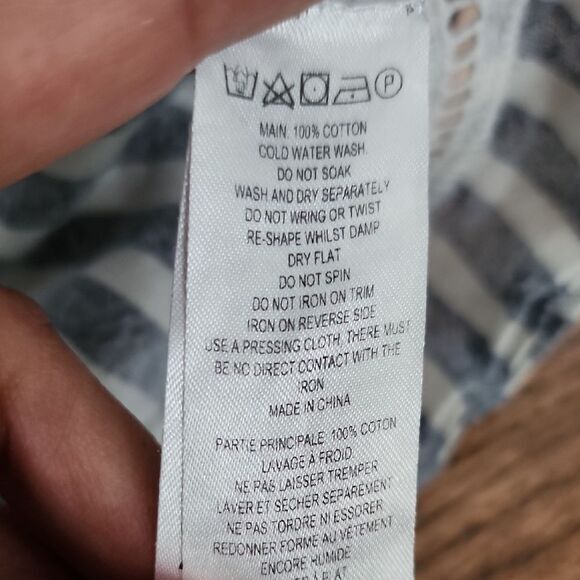 P
MAIN: 100% COTTON
COLD WATER WASH.
DO NOT SOAK
WASH AND DRY SEPARATELY
DO NOT WRING OR TWIST
RE-SHAPE WHILST DAMP
DRY FLAT
DO NOT SPIN
DO NOT IRON ON TRIM
IRON ON REVERSE SIDE
USE A PRESSING CLOTH, THERE MUST
BE NO DIRECT CONTACT WITH THE
IRON
MADE IN CHINA
PARTIE PRINCIPALE: 100% COTON
LAVAGE À FROID.
NE PAS LAISSER TREMPER
LAVER ET SÉCHER SÉPARÉMENT
NE PAS TORDRE NI ESSORER
REDONNER FORME AU VÊTEMENT
ENCORE HUMIDE
À PLAT